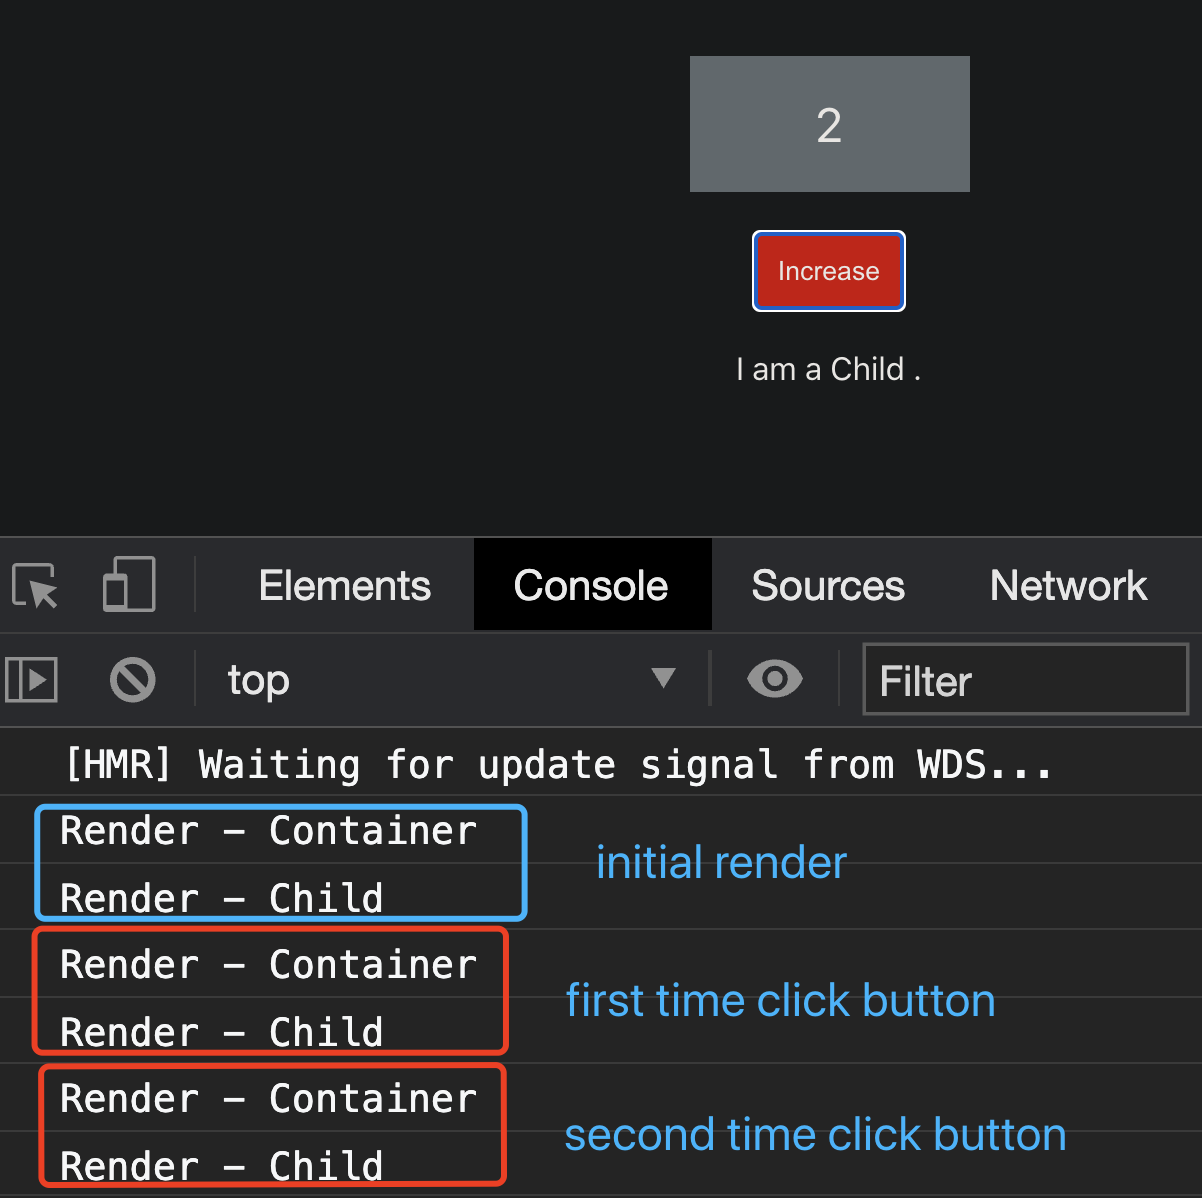 2
Increase
I am a Child .
Elements Console Sources Network
top Filter
[HMR] Waiting for update signal from WDS...
Render – Container
initial render
Render – Child
Render – Container
first time click button
Render – Child
Render – Container
second time click button
Render – Child